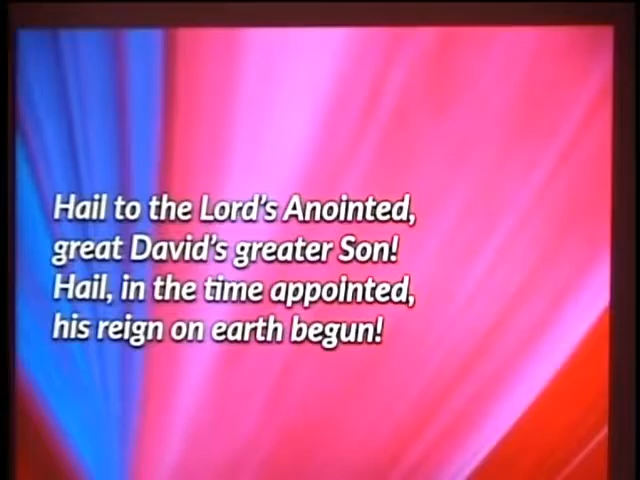 Hail to the Lord's Anointed,
great David's greater Son!
Hail, in the time appointed,
his reign on earth begun!